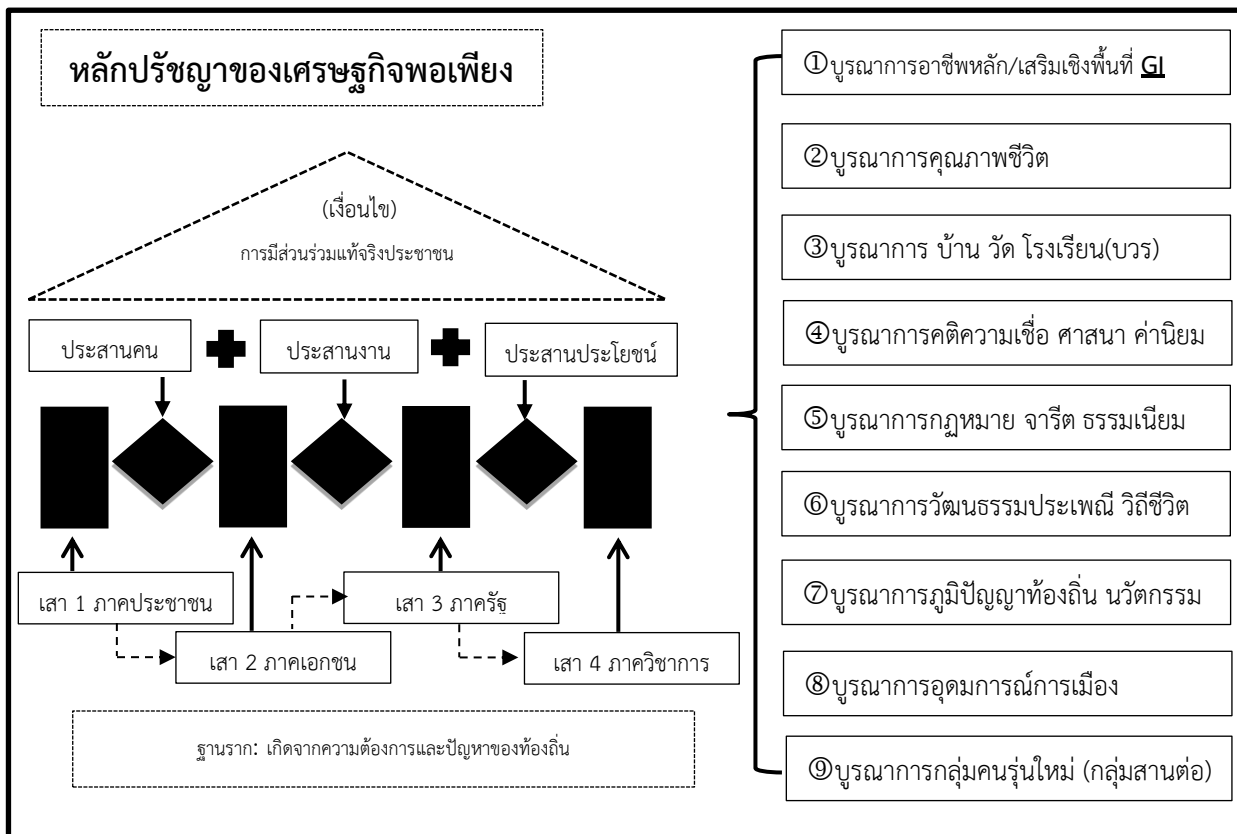 หลักปรัชญาของเศรษฐกิจพอเพียง
(เงื่อนไข)
การมีส่วนร่วมแท้จริงประชาชน
ประสานคน
ประสานงาน
ประสานประโยชน์
เสา 1 ภาคประชาชน
เสา 2 ภาคเอกชน
เสา 3 ภาครัฐ
เสา 4 ภาควิชาการ
ฐานราก: เกิดจากความต้องการและปัญหาของท้องถิ่น
①บูรณาการอาชีพหลัก/เสริมเชิงพื้นที่ GI
②บูรณาการคุณภาพชีวิต
③บูรณาการ บ้าน วัด โรงเรียน(บวร)
④บูรณาการคติความเชื่อ ศาสนา ค่านิยม
⑤บูรณาการกฎหมาย จารีต ธรรมเนียม
⑥บูรณาการวัฒนธรรมประเพณี วิถีชีวิต
⑦บูรณาการภูมิปัญญาท้องถิ่น นวัตกรรม
⑧บูรณาการอุดมการณ์การเมือง
⑨บูรณาการกลุ่มคนรุ่นใหม่ (กลุ่มสานต่อ)